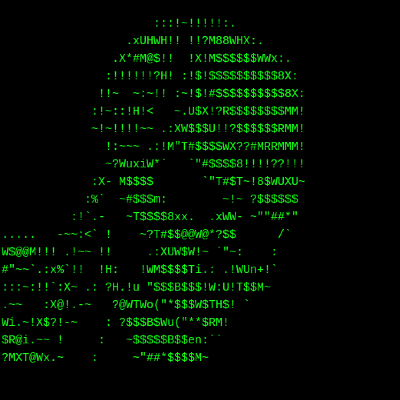 :::!~!!!!!:.
.xUHWH!! !!?M88WHX:.
.X*#M@$!!  !X!M$$$$$$WWx:.
:!!!!!!?H! :!$!$$$$$$$$$$8X:
!!~  ~:~!! :~!$!#$$$$$$$$$$8X:
:!~::!H!<   ~.U$X!?R$$$$$$$$MM!
~!~!!!!~~ .:XW$$$U!!?$$$$$$RMM!
!:~~~ .:!M"T#$$$$WX??#MRRMMM!
~?WuxiW*`   `"#$$$$8!!!!??!!!
:X- M$$$$       `"T#$T~!8$WUXU~
:%`  ~#$$$m:        ~!~ ?$$$$$$
:!`.-   ~T$$$$8xx.  .xWW- ~""##*"
.....   -~~:<` !    ~?T#$$@@W@*?$$      /`
W$@@M!!! .!~~ !!     .:XUW$W!~ `"~:    :
#"~~`.:x%`!!  !H:   !WM$$$$Ti.: .!WUn+!`
:::~:!!`:X~ .: ?H.!u "$$$B$$$!W:U!T$$M~
.~~   :X@!.-~   ?@WTWo("*$$$W$TH$! `
Wi.~!X$?!-~    : ?$$$B$Wu("**$RM!
$R@i.~~ !     :   ~$$$$$B$$en:``
?MXT@Wx.~    :     ~"##*$$$$M~